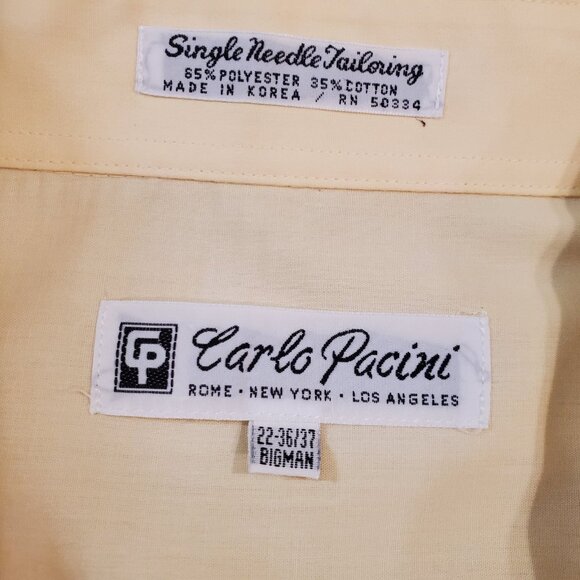 Single Needle Tailoring
65% POLYESTER 35% COTTON
MADE IN KOREA / RN 50334
CP
Carlo Pacini
ROME · NEW YORK · LOS ANGELES
22-36/37
BIGMAN